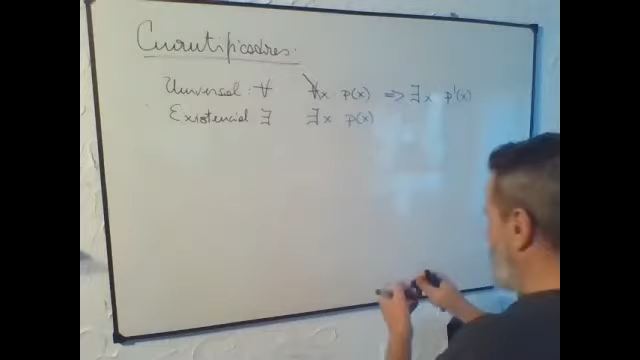 Cuantificadores.
Universal: ∀ ∀x p(x) => ∃x p'(x)
Existencial ∃ ∃x p(x)